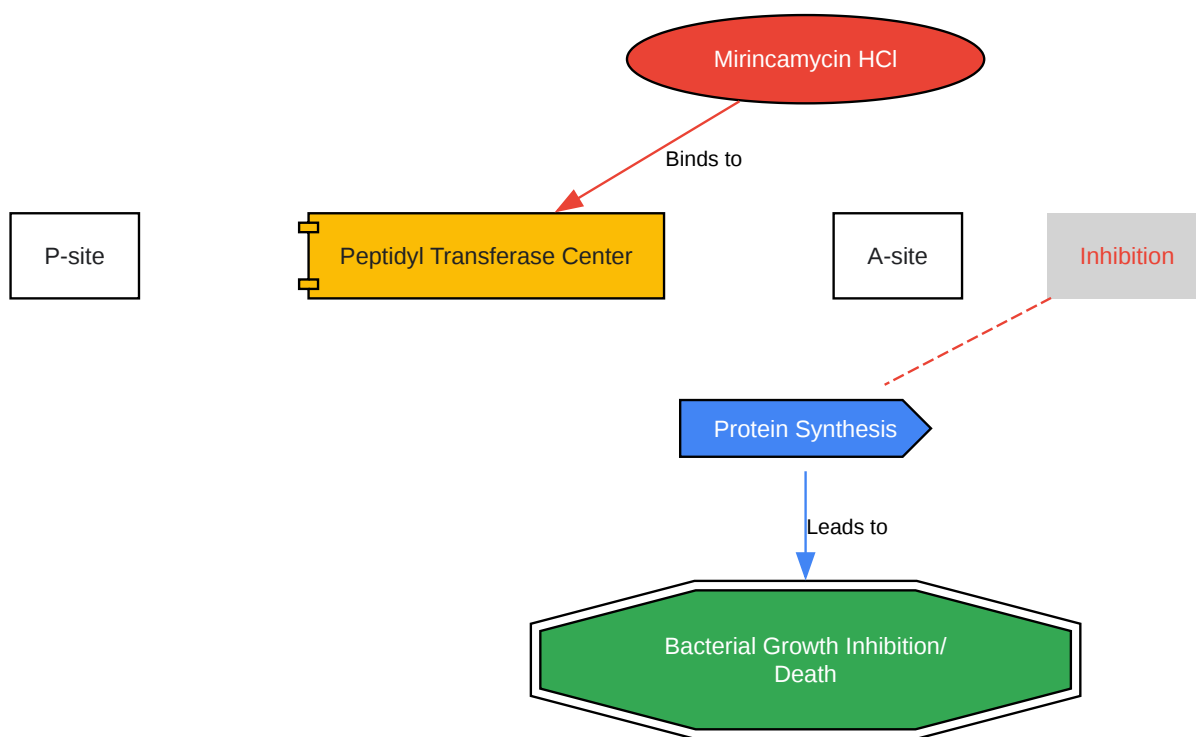 Mirincamycin HCl
Binds to
P-site
Peptidyl Transferase Center
A-site
Inhibition
Protein Synthesis
Leads to
Bacterial Growth Inhibition/
Death